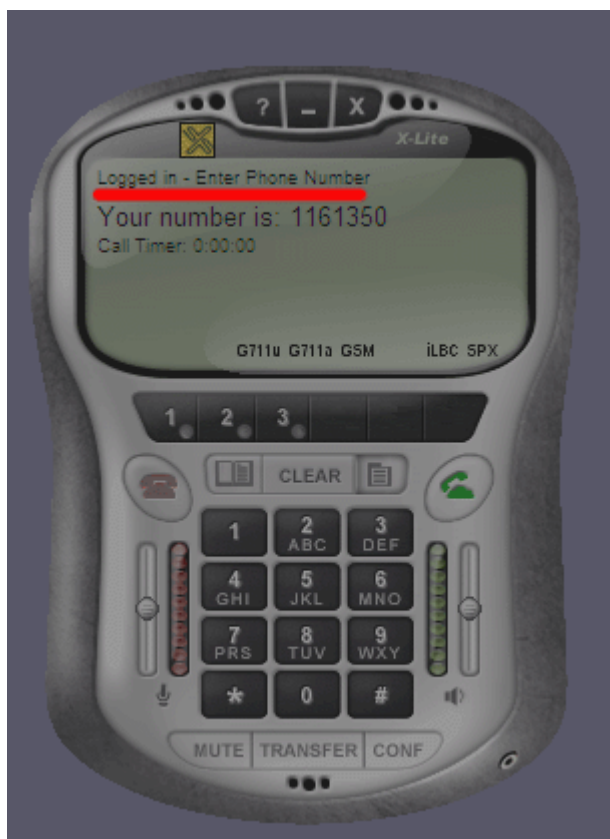 ? – X
X-Lite
Logged in - Enter Phone Number
Your number is: 1161350
Call Timer: 0:00:00
G711u G711a GSM iLBC SPX
1 2 3
CLEAR
1 2 3
ABC DEF
4 5 6
GHI JKL MNO
7 8 9
PRS TUV WXY
* 0 #
MUTE TRANSFER CONF